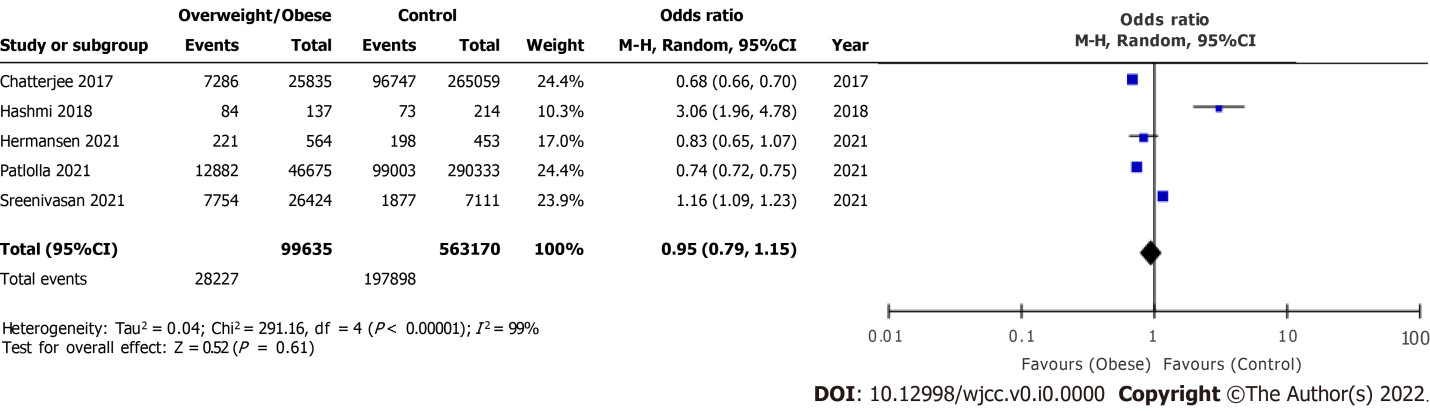 Overweight/Obese Control Odds ratio
Study or subgroup Events Total Events Total Weight M-H, Random, 95%CI Year
Chatterjee 2017 7286 25835 96747 265059 24.4% 0.68 (0.66, 0.70) 2017
Hashmi 2018 84 137 73 214 10.3% 3.06 (1.96, 4.78) 2018
Hermansen 2021 221 564 198 453 17.0% 0.83 (0.65, 1.07) 2021
Patlolla 2021 12882 46675 99003 290333 24.4% 0.74 (0.72, 0.75) 2021
Sreenivasan 2021 7754 26424 1877 7111 23.9% 1.16 (1.09, 1.23) 2021
Total (95%CI) 99635 563170 100% 0.95 (0.79, 1.15)
Total events 28227 197898
Heterogeneity: Tau² = 0.04; Chi² = 291.16, df = 4 (P < 0.00001); I² = 99%
Test for overall effect: Z = 0.52 (P = 0.61)
Odds ratio
M-H, Random, 95%CI
0.01 0.1 1 10 100
Favours (Obese) Favours (Control)
DOI: 10.12998/wjcc.v0.i0.0000 Copyright ©The Author(s) 2022.